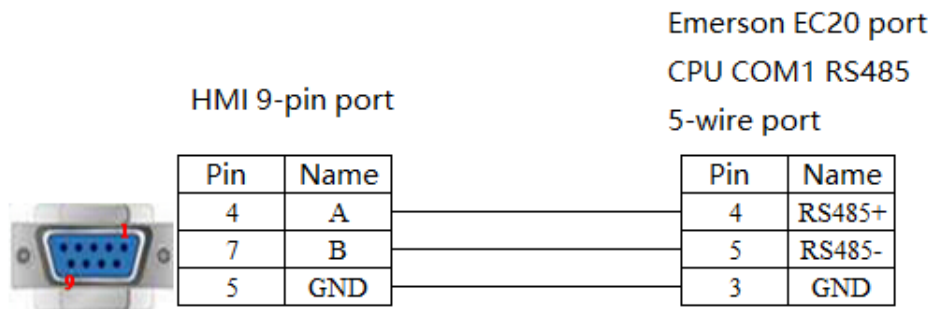 Emerson EC20 port
CPU COM1 RS485
HMI 9-pin port
5-wire port
Pin Name Pin Name
4 A 4 RS485+
7 B 5 RS485-
5 GND 3 GND
1
9